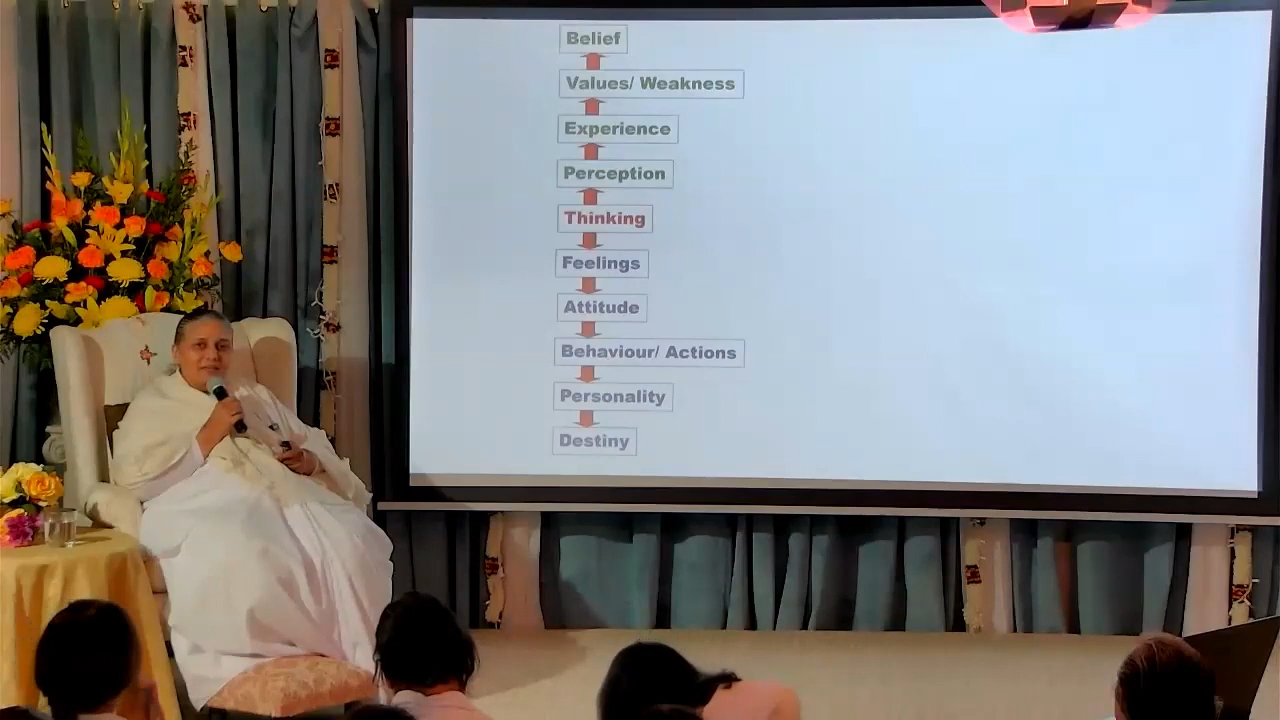 Belief
Values/ Weakness
Experience
Perception
Thinking
Feelings
Attitude
Behaviour/ Actions
Personality
Destiny